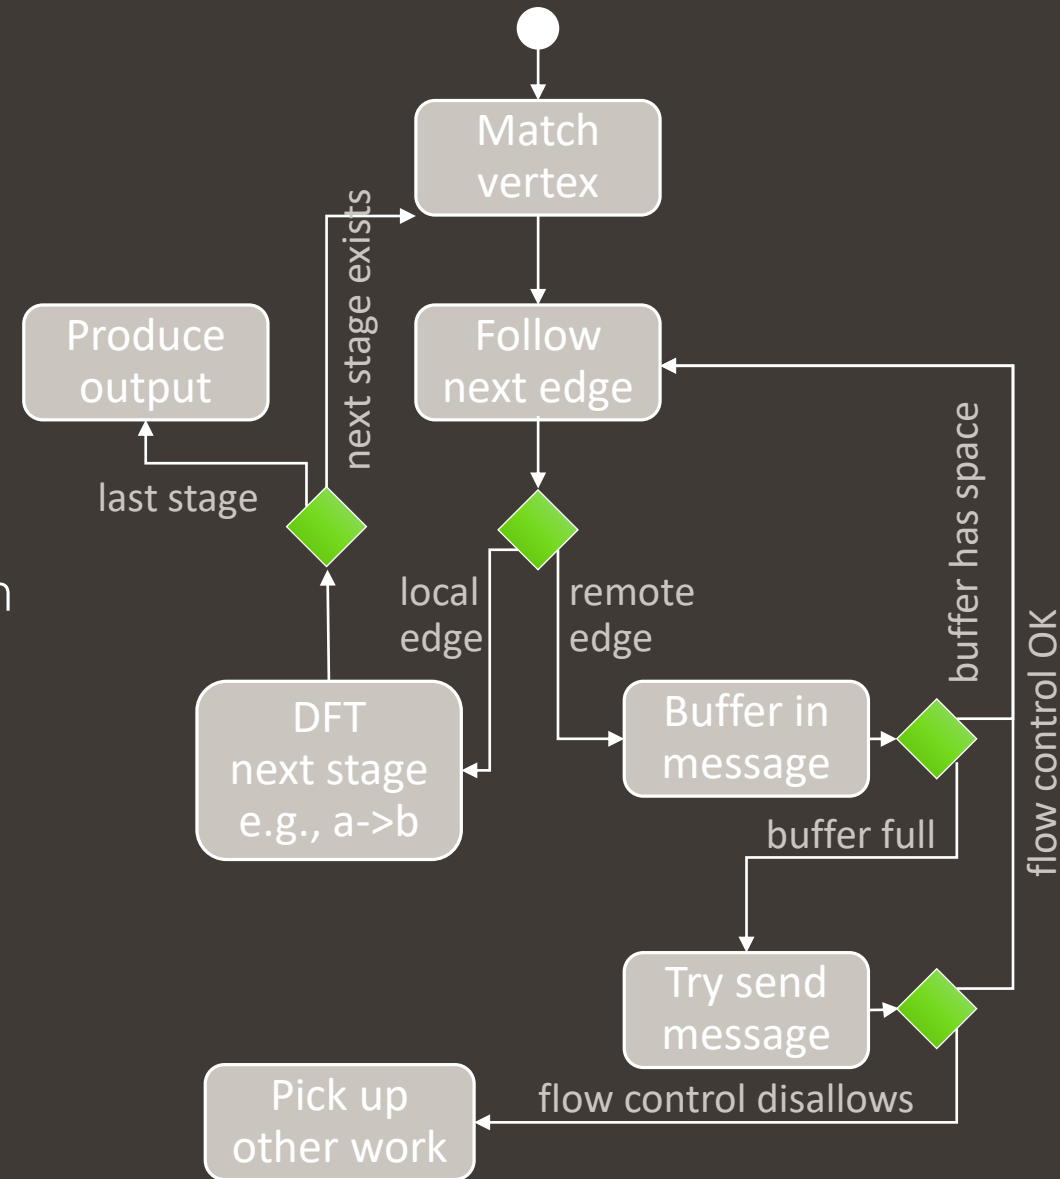 Match
vertex
next stage exists
Produce
output
Follow
next edge
last stage
buffer has space
local
edge
remote
edge
flow control OK
DFT
next stage
e.g., a->b
Buffer in
message
buffer full
Try send
message
Pick up
other work
flow control disallows